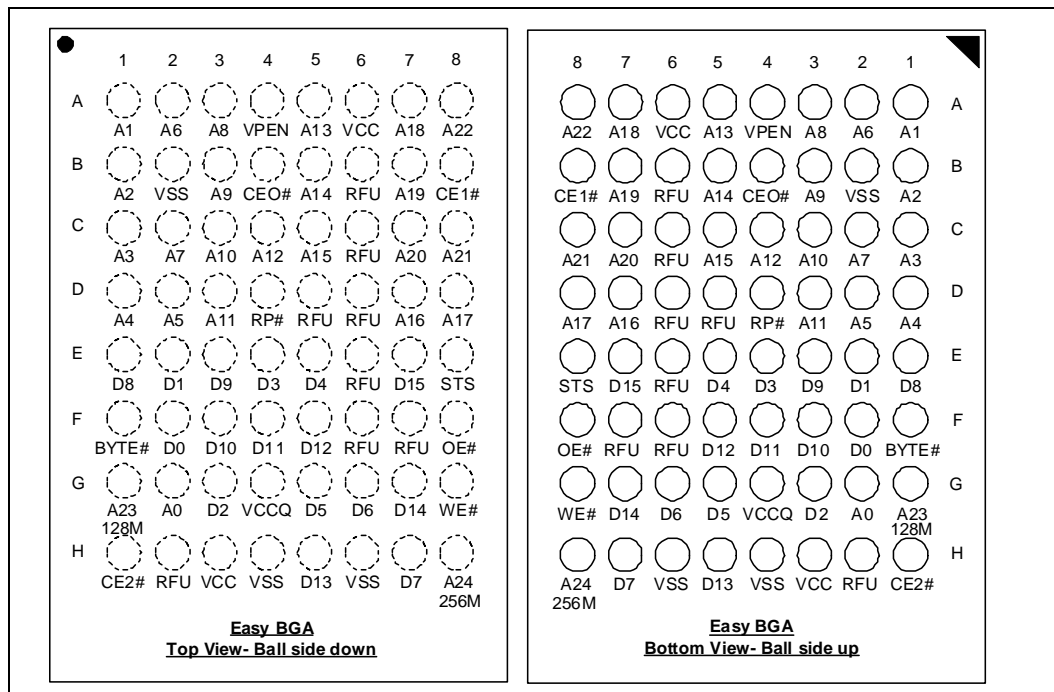 1 2 3 4 5 6 7 8
A
A1 A6 A8 VPEN A13 VCC A18 A22
B
A2 VSS A9 CEO# A14 RFU A19 CE1#
C
A3 A7 A10 A12 A15 RFU A20 A21
D
A4 A5 A11 RP# RFU RFU A16 A17
E
D8 D1 D9 D3 D4 RFU D15 STS
F
BYTE# D0 D10 D11 D12 RFU RFU OE#
G
A23 A0 D2 VCCQ D5 D6 D14 WE#
128M
H
CE2# RFU VCC VSS D13 VSS D7 A24
256M
Easy BGA
Top View- Ball side down
8 7 6 5 4 3 2 1
A
A22 A18 VCC A13 VPEN A8 A6 A1
B
CE1# A19 RFU A14 CEO# A9 VSS A2
C
A21 A20 RFU A15 A12 A10 A7 A3
D
A17 A16 RFU RFU RP# A11 A5 A4
E
STS D15 RFU D4 D3 D9 D1 D8
F
OE# RFU RFU D12 D11 D10 D0 BYTE#
G
WE# D14 D6 D5 VCCQ D2 A0 A23
128M
H
A24 D7 VSS D13 VSS VCC RFU CE2#
256M
Easy BGA
Bottom View- Ball side up